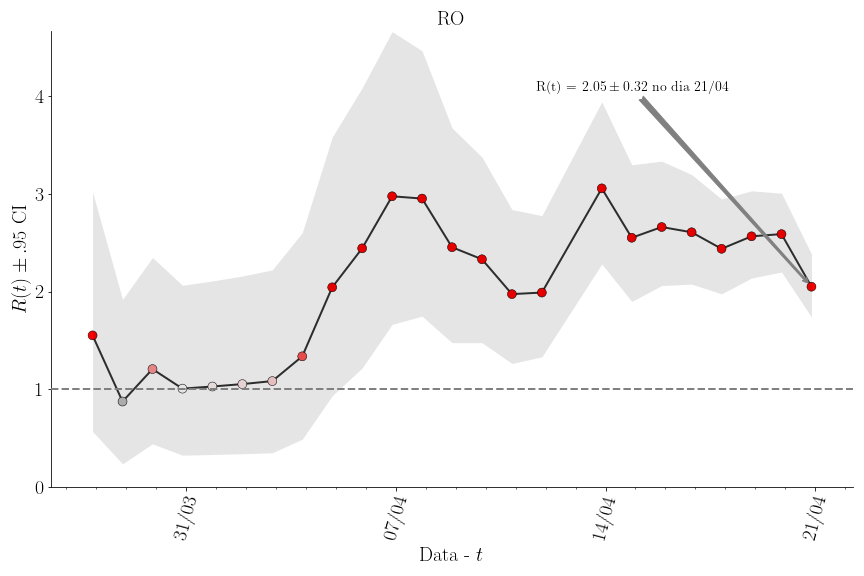 RO
R(t) = 2.05 ± 0.32 no dia 21/04
R(t) ± .95 CI
4
3
2
1
0
31/03
07/04
14/04
21/04
Data - t